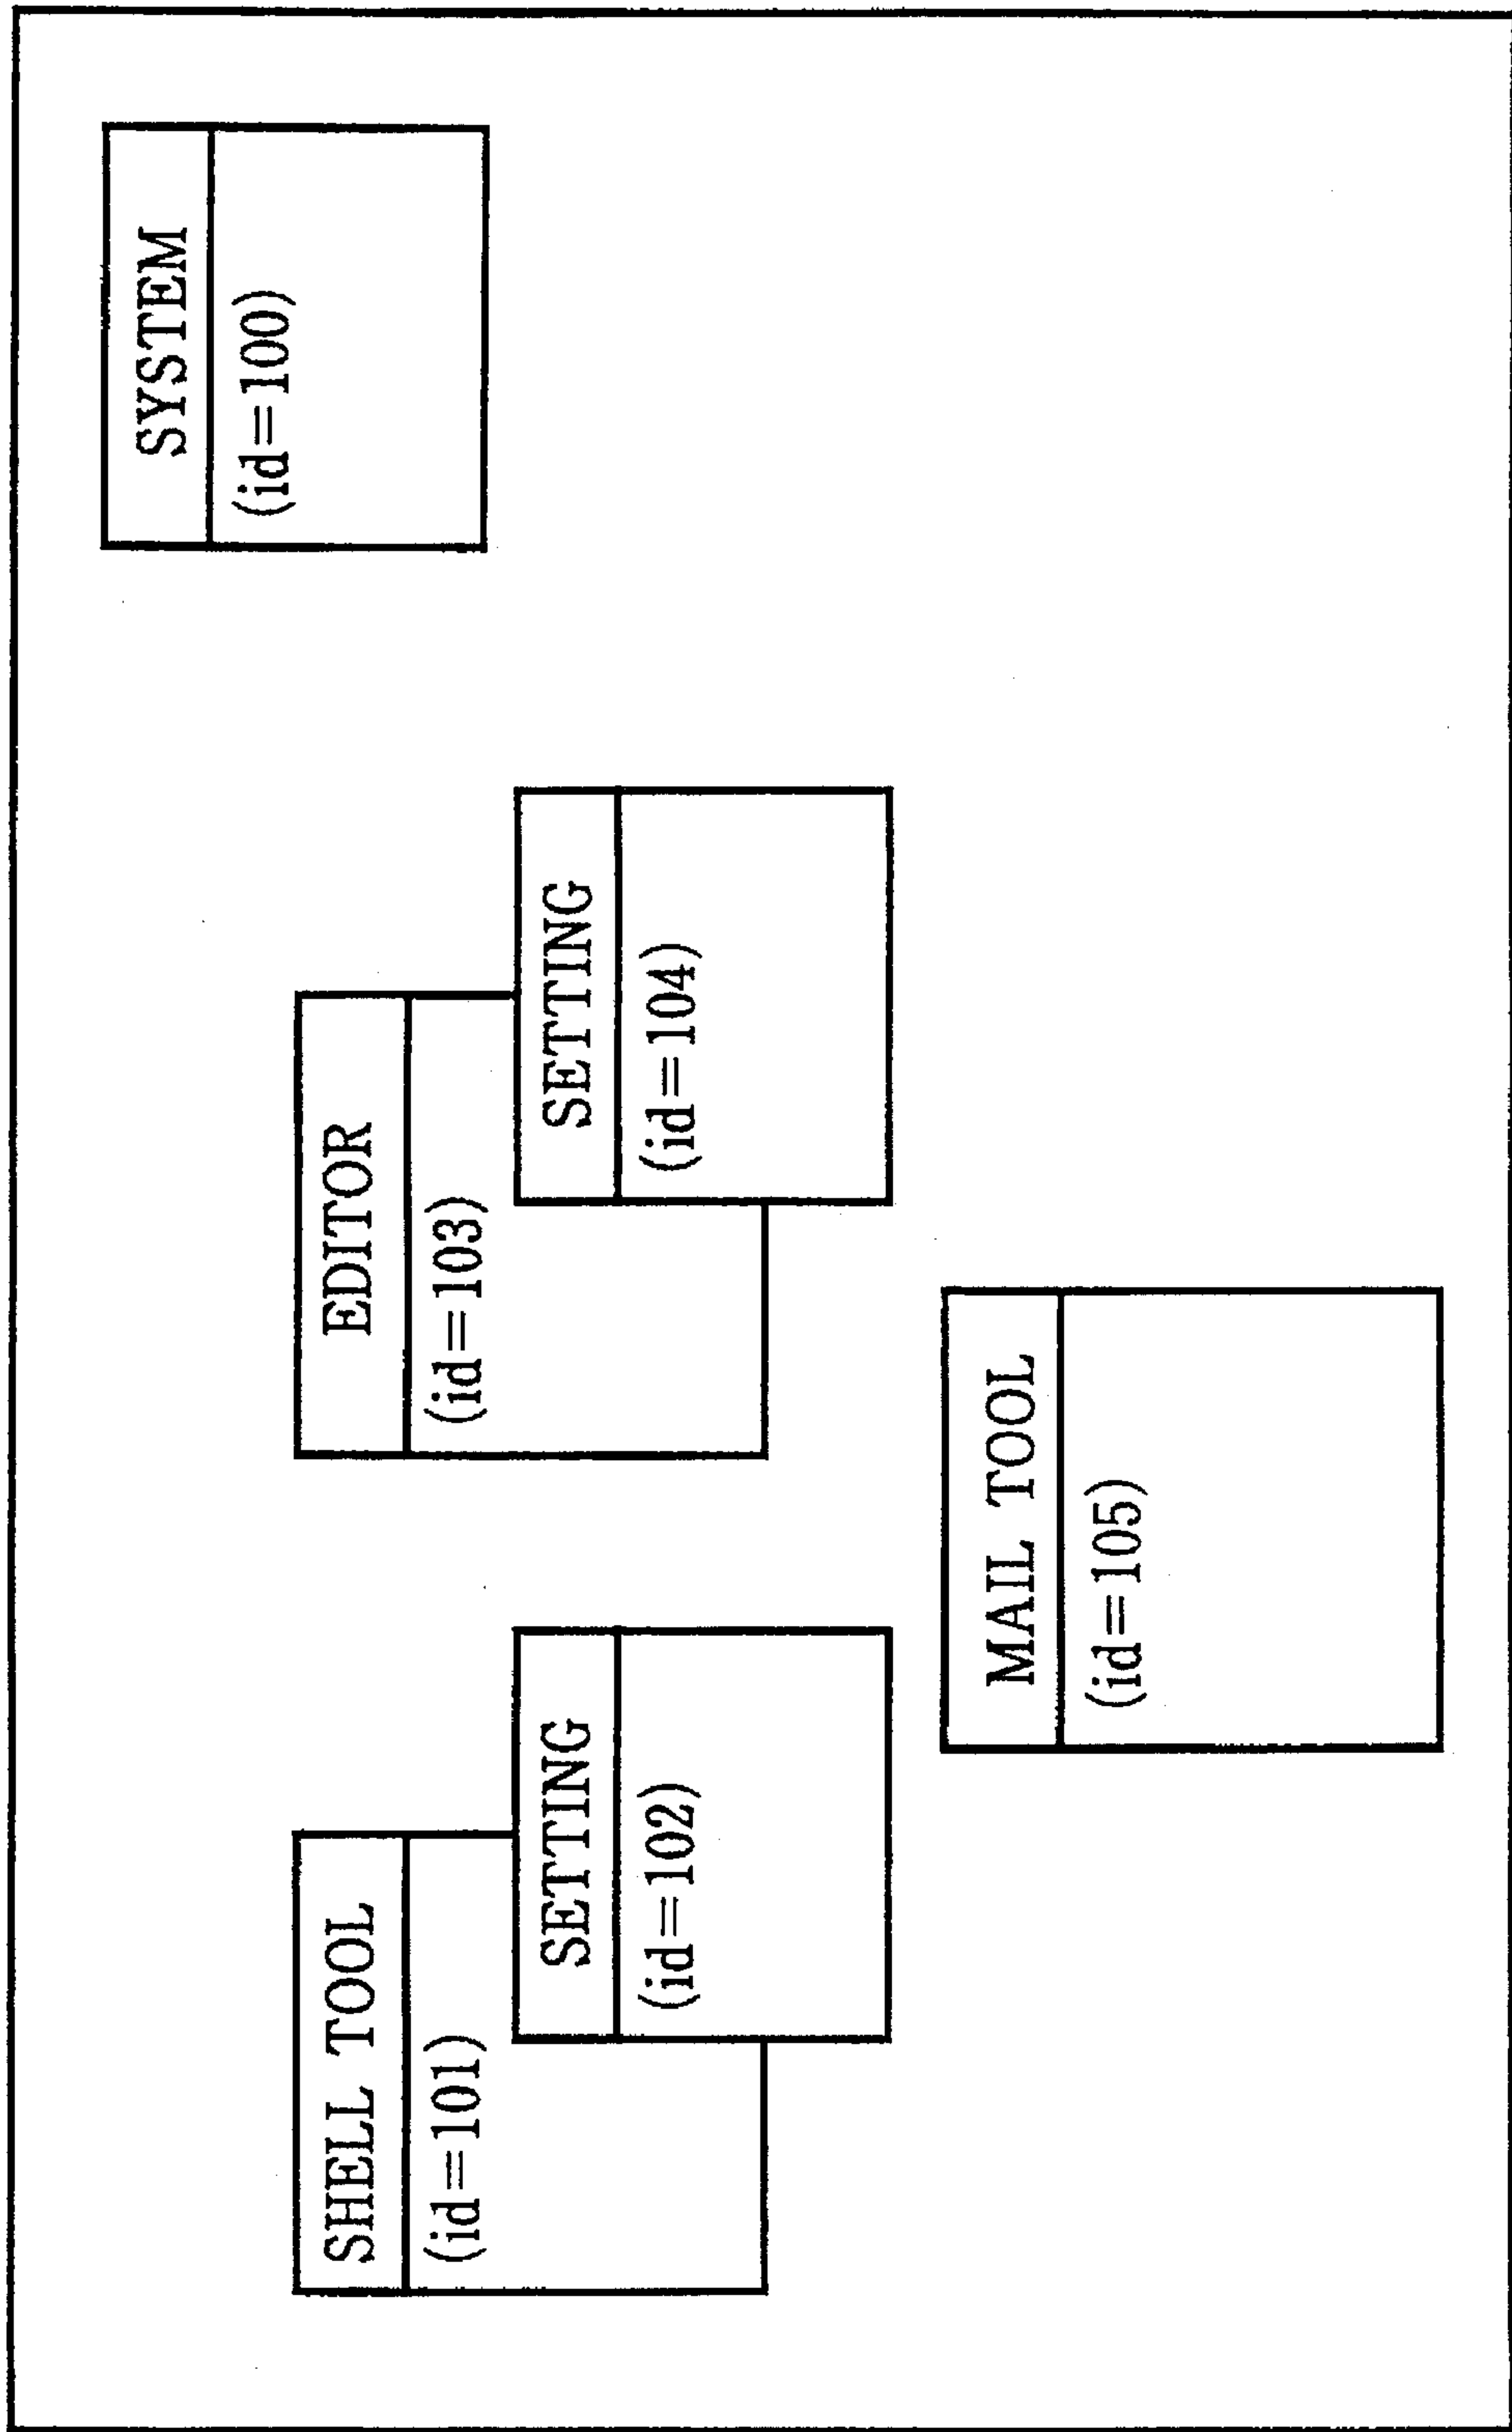 SYSTEM
(id=100)
SHELL TOOL
(id=101)
SETTING
(id=102)
EDITOR
(id=103)
SETTING
(id=104)
MAIL TOOL
(id=105)